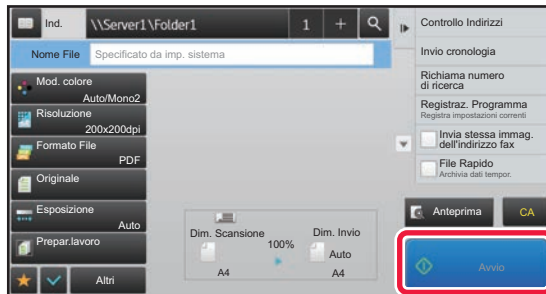 Ind.
\\Server1\Folder1
1
+
Nome File
Specificato da imp. sistema
Mod. colore
Auto/Mono2
Risoluzione
200x200dpi
Formato File
PDF
Originale
Esposizione
Auto
Prepar.lavoro
Altri
Dim. Scansione
100%
Dim. Invio
Auto
A4
A4
Controllo Indirizzi
Invio cronologia
Richiama numero
di ricerca
Registraz. Programma
Registra impostazioni correnti
Invia stessa immag.
dell'indirizzo fax
File Rapido
Archivia dati tempor.
Anteprima
CA
Avvio